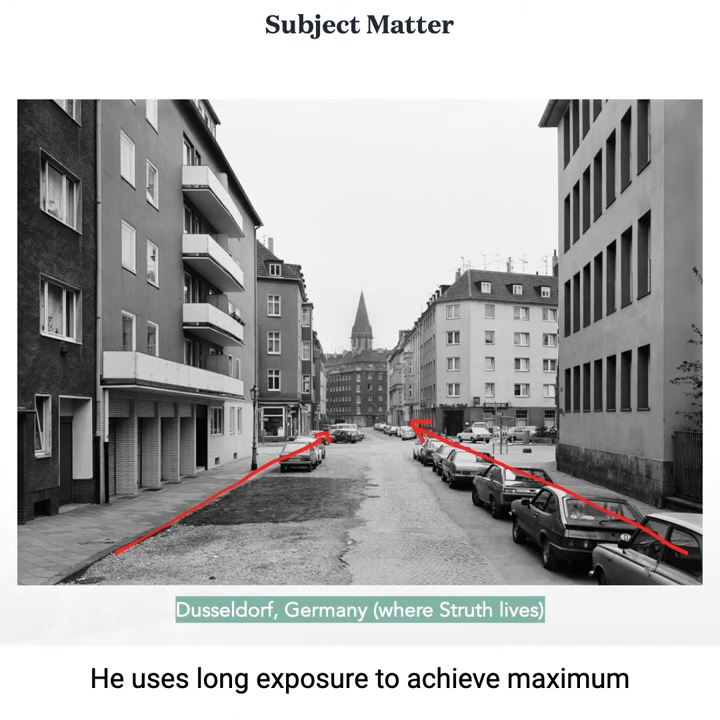 Subject Matter
Dusseldorf, Germany (where Struth lives)
He uses long exposure to achieve maximum